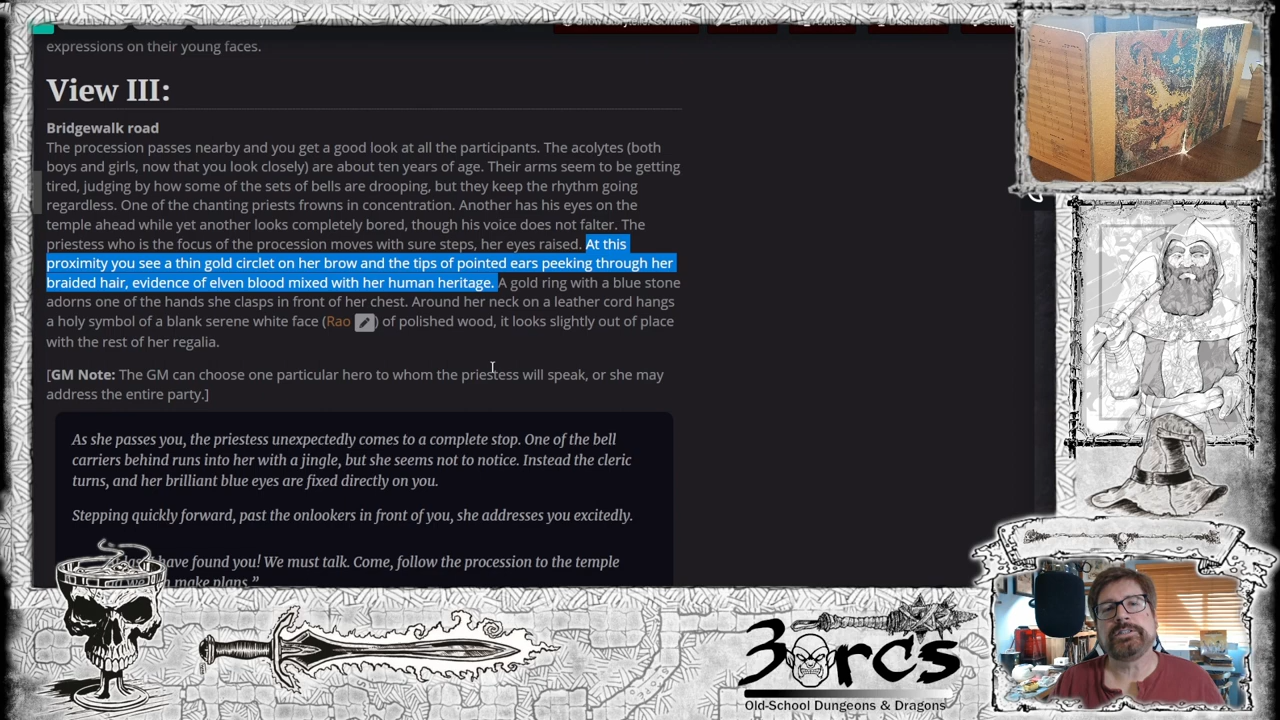 expressions on their young faces.
View III:
Bridgewalk road
The procession passes nearby and you get a good look at all the participants. The acolytes (both
boys and girls, now that you look closely) are about ten years of age. Their arms seem to be getting
tired, judging by how some of the sets of bells are drooping, but they keep the rhythm going
regardless. One of the chanting priests frowns in concentration. Another has his eyes on the
temple ahead while yet another looks completely bored, though his voice does not falter. The
priestess who is the focus of the procession moves with sure steps, her eyes raised. At this
proximity you see a thin gold circlet on her brow and the tips of pointed ears peeking through her
braided hair, evidence of elven blood mixed with her human heritage. A gold ring with a blue stone
adorns one of the hands she clasps in front of her chest. Around her neck on a leather cord hangs
a holy symbol of a blank serene white face (Rao ) of polished wood, it looks slightly out of place
with the rest of her regalia.
[GM Note: The GM can choose one particular hero to whom the priestess will speak, or she may
address the entire party.]
As she passes you, the priestess unexpectedly comes to a complete stop. One of the bell
carriers behind runs into her with a jingle, but she seems not to notice. Instead the cleric
turns, and her brilliant blue eyes are fixed directly on you.
Stepping quickly forward, past the onlookers in front of you, she addresses you excitedly.
have found you! We must talk. Come, follow the procession to the temple
make plans.”
3 orcs
Old-School Dungeons & Dragons